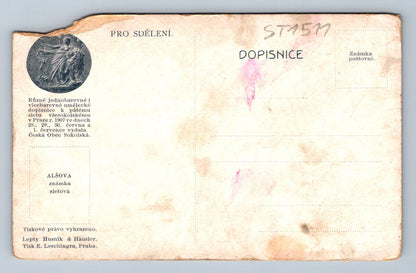 PRO SDĚLENÍ.
ST1511
DOPISNICE
Známka
poštovní.
Různé jednobarevné i
vícebarevné umělecké
dopisnice k pátému
sletu všesokolskému
v Praze r. 1907 ve dnech
28., 29., 30. června a
1. července vydala
Česká Obec Sokolská.
ALŠOVA
známka
sletová
Tiskové právo vyhrazeno.
Lepty Husník & Häusler.
Tisk E. Leschingra, Praha.